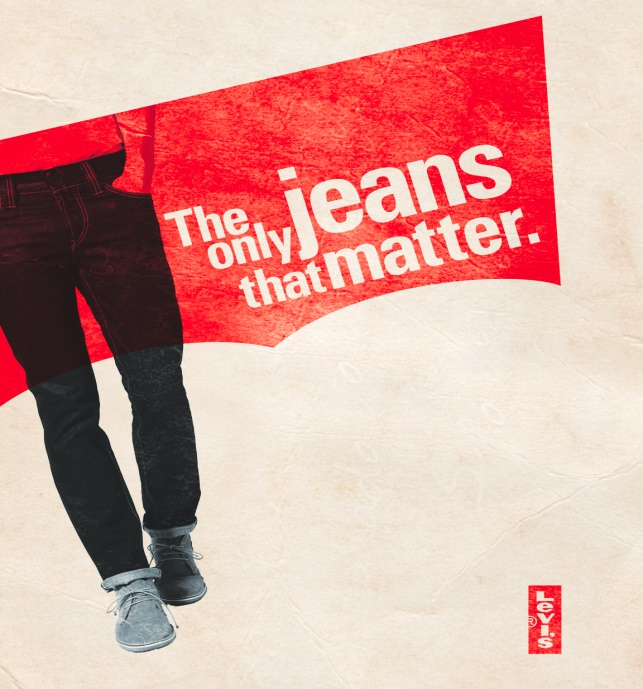 The only jeans
that matter.
Levi's
®